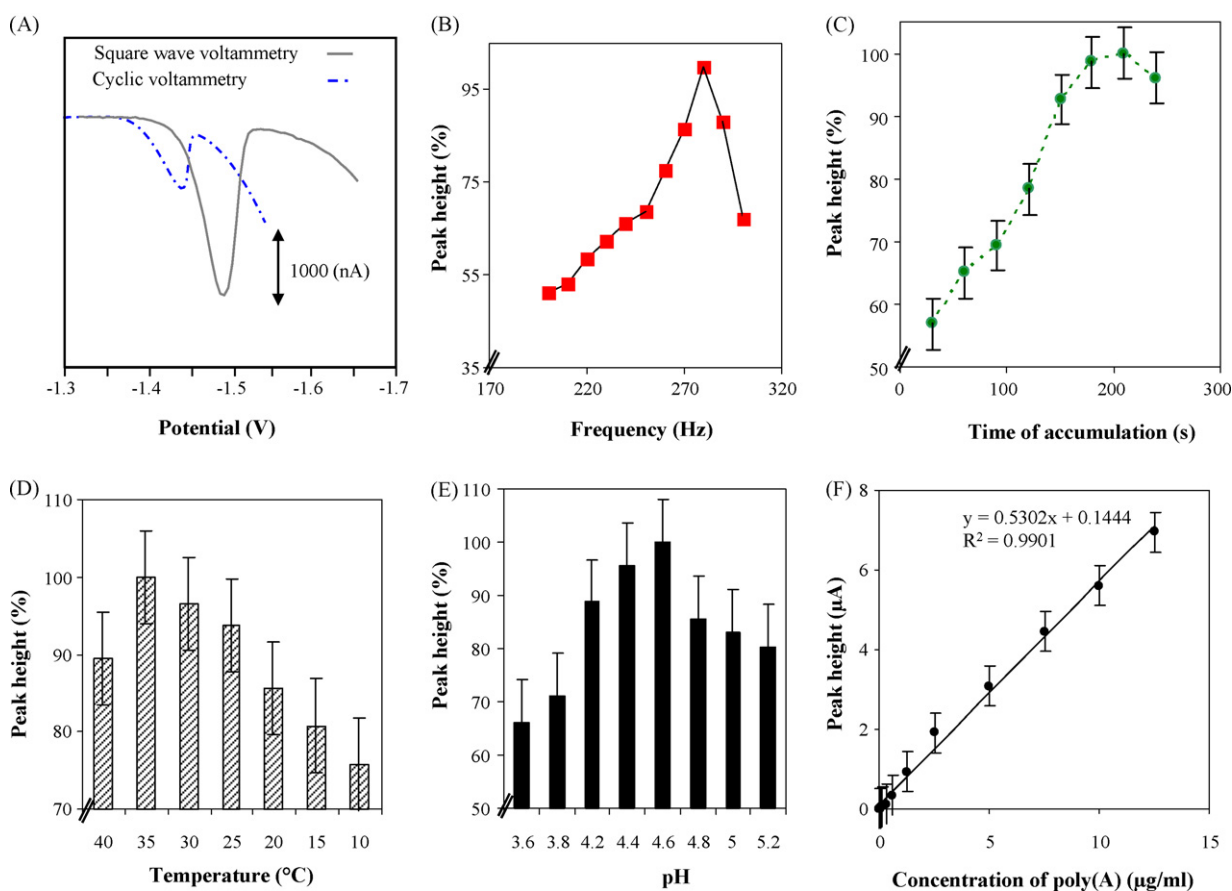 (A)
Square wave voltammetry
Cyclic voltammetry
1000 (nA)
-1.3 -1.4 -1.5 -1.6 -1.7
Potential (V)
(B)
Peak height (%)
95
75
55
35
170 220 270 320
Frequency (Hz)
(C)
Peak height (%)
100
90
80
70
60
50
0 100 200 300
Time of accumulation (s)
(D)
Peak height (%)
110
100
90
80
70
40 35 30 25 20 15 10
Temperature (°C)
(E)
Peak height (%)
110
100
90
80
70
60
50
3.6 3.8 4.2 4.4 4.6 4.8 5 5.2
pH
(F)
Peak height (µA)
8
6
4
2
0
y = 0.5302x + 0.1444
R² = 0.9901
0 5 10 15
Concentration of poly(A) (µg/ml)